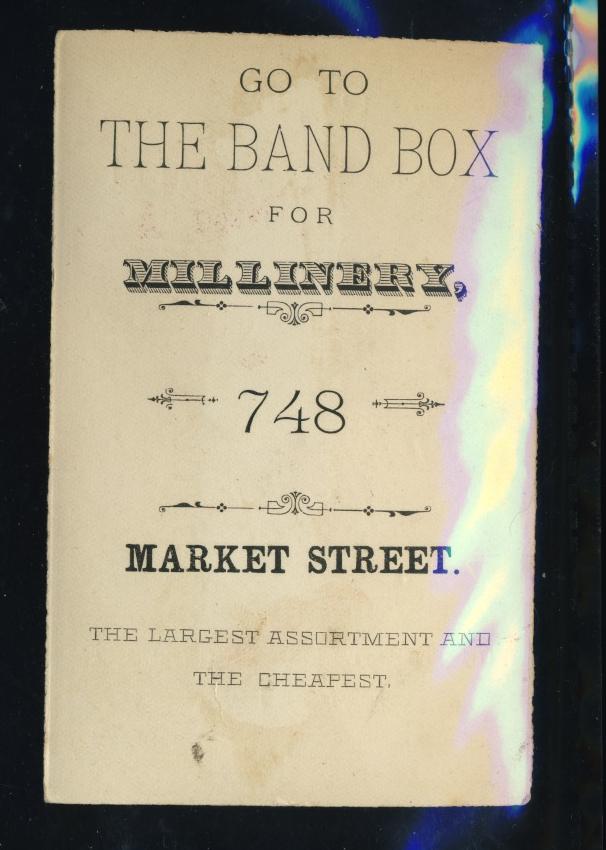 GO TO
THE BAND BOX
FOR
MILLINERY,
748
MARKET STREET.
THE LARGEST ASSORTMENT AND
THE CHEAPEST.